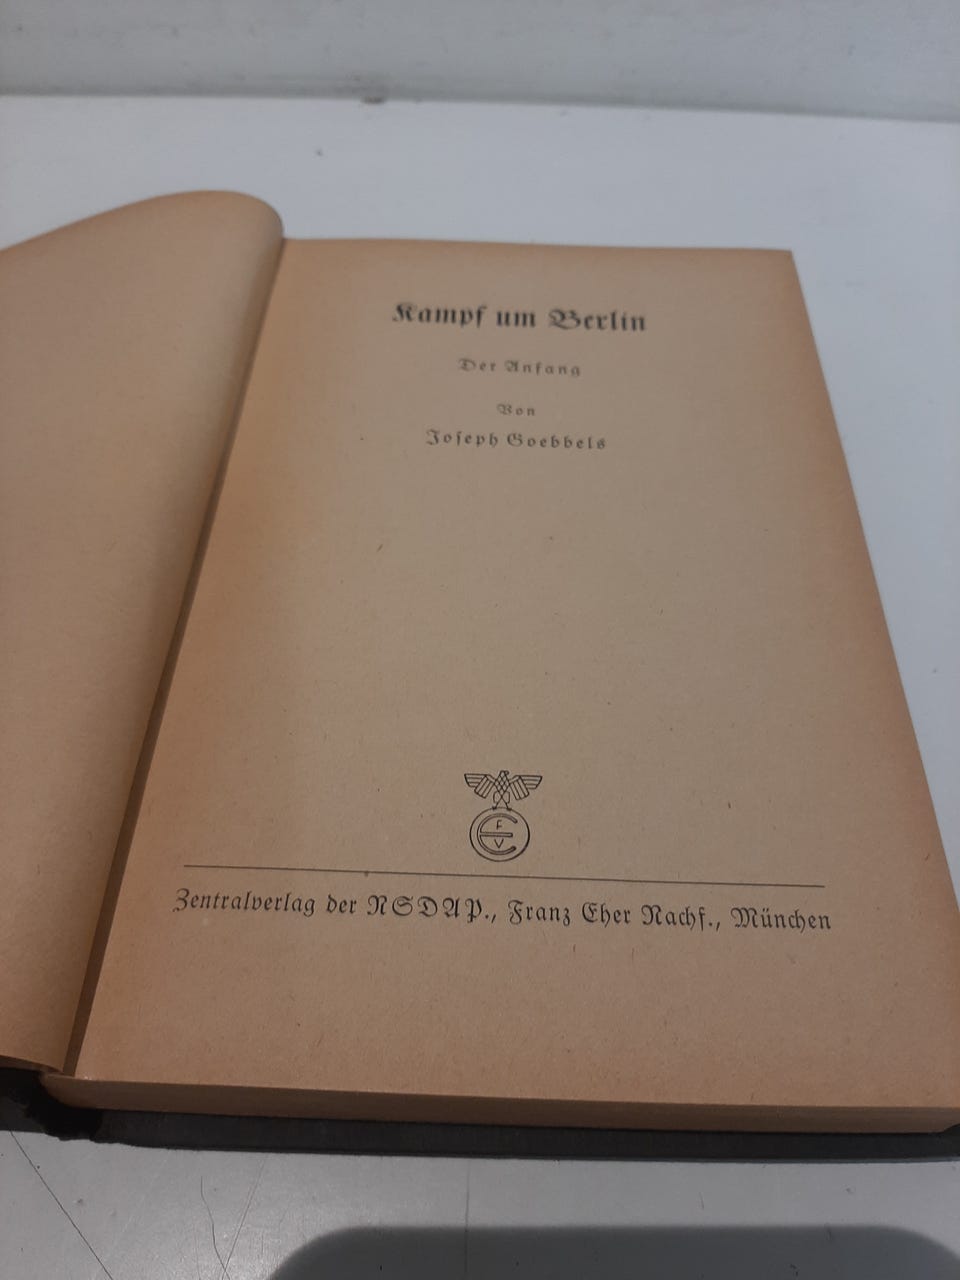 Kampf um Berlin
Der Anfang
Von
Joseph Goebbels
F
E
V
Zentralverlag der NSDAP., Franz Eher Nachf., München